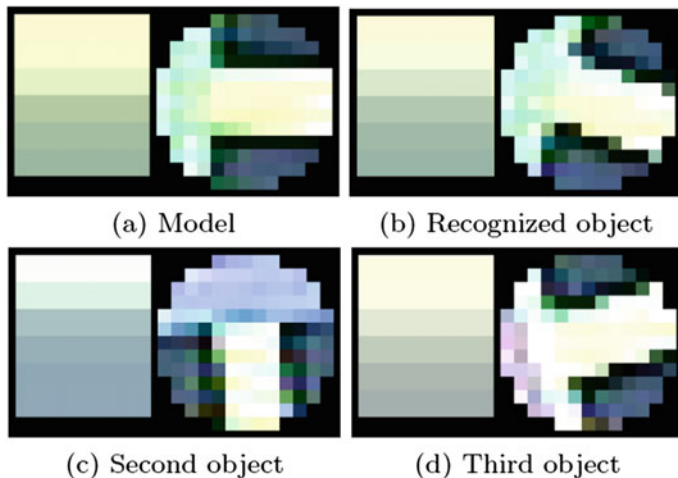 (a) Model
(b) Recognized object
(c) Second object
(d) Third object